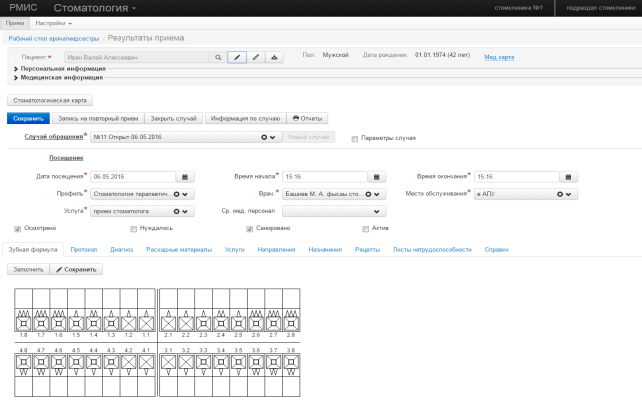 РМИС Стоматология стомклиника №1 подраздел стомклиники
Прием Настройки
Рабочий стол врача/медсестры / Результаты приема
Пациент:* Иван Валей Алексеевич Пол: Мужской Дата рождения: 01.01.1974 (42 лет) Мед.карта
Персональная информация
Медицинская информация
Стоматологическая карта
Сохранить Запись на повторный прием Закрыть случай Информация по случаю Отчеты
Случай обращения* №11 Открыт 06.05.2016 Новый случай Параметры случая
Посещение
Дата посещения* 06.05.2016 Время начала* 15:16 Время окончания* 15:16
Профиль* Стоматология терапевтич... Врач* Башнев М. А. фысвы сто... Место обслуживания* в АПУ
Услуга* прием стоматолога Ср. мед. персонал
Осмотрено Нуждалось Санировано Актив
Зубная формула Протокол Диагноз Расходные материалы Услуги Направления Назначения Рецепты Листы нетрудоспособности Справки
Заполнить Сохранить
1.8 1.7 1.6 1.5 1.4 1.3 1.2 1.1 2.1 2.2 2.3 2.4 2.5 2.6 2.7 2.8
4.8 4.7 4.6 4.5 4.4 4.3 4.2 4.1 3.1 3.2 3.3 3.4 3.5 3.6 3.7 3.8